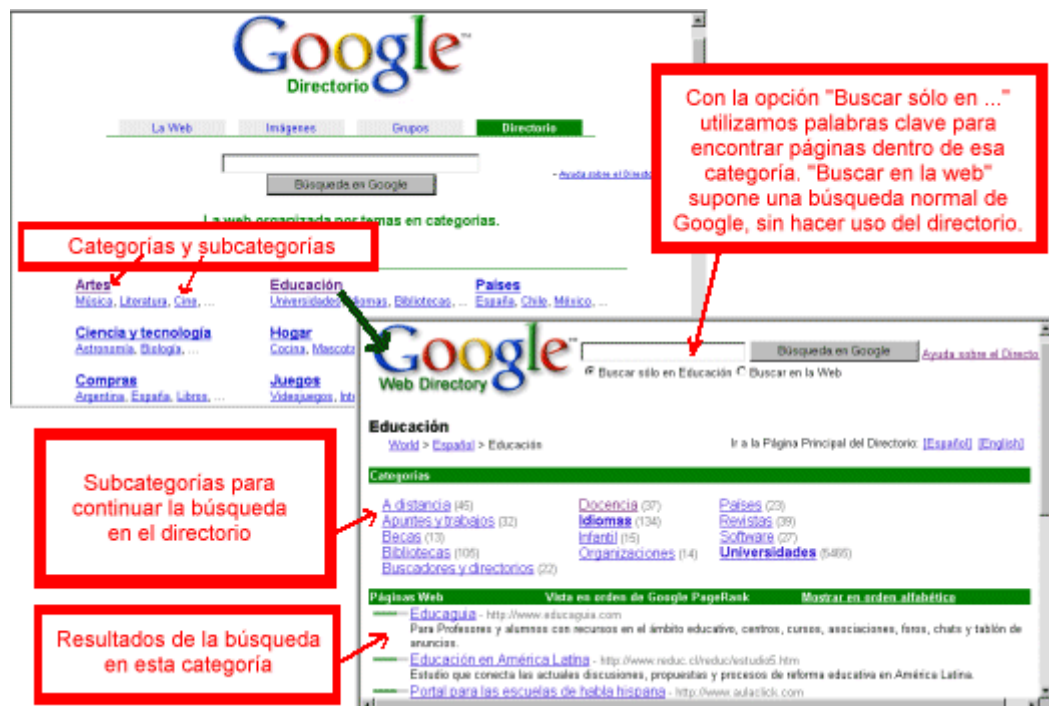 Google™
Directorio
La Web Imágenes Grupos Directorio
Búsqueda en Google
- Ayuda sobre el Directo
La web organizada por temas en categorías.
Con la opción "Buscar sólo en ..."
utilizamos palabras clave para
encontrar páginas dentro de esa
categoría. "Buscar en la web"
supone una búsqueda normal de
Google, sin hacer uso del directorio.
Categorías y subcategorías
Artes Educación Países
Música, Literatura, Cine, ... Universidades, Idiomas, Bibliotecas, ... España, Chile, México, ...
Ciencia y tecnología Hogar
Astronomía, Biología, ... Cocina, Mascota
Compras Juegos
Argentina, España, Libros, ... Videojuegos,
Google™
Web Directory
Búsqueda en Google Ayuda sobre el Directo
Buscar sólo en Educación Buscar en la Web
Educación
World > Español > Educación Ir a la Página Principal del Directorio: [Español] [English]
Categorías
A distancia (45) Docencia (37) Países (23)
Apuntes y trabajos (32) Idiomas (134) Revistas (39)
Becas (13) Infantil (15) Software (27)
Bibliotecas (106) Organizaciones (14) Universidades (5466)
Buscadores y directorios (22)
Subcategorías para
continuar la búsqueda
en el directorio
Páginas Web Vista en orden de Google PageRank Mostrar en orden alfabético
Educaguia - http://www.educaguia.com
Para Profesores y alumnos con recursos en el ámbito educativo, centros, cursos, asociaciones, foros, chats y tablón de
anuncios.
Educación en América Latina - http://www.reduc.cl/reduc/estudio5.htm
Estudio que conecta las actuales discusiones, propuestas y procesos de reforma educativa en América Latina.
Portal para las escuelas de habla hispana - http://www.aulaclick.com
Resultados de la búsqueda
en esta categoría